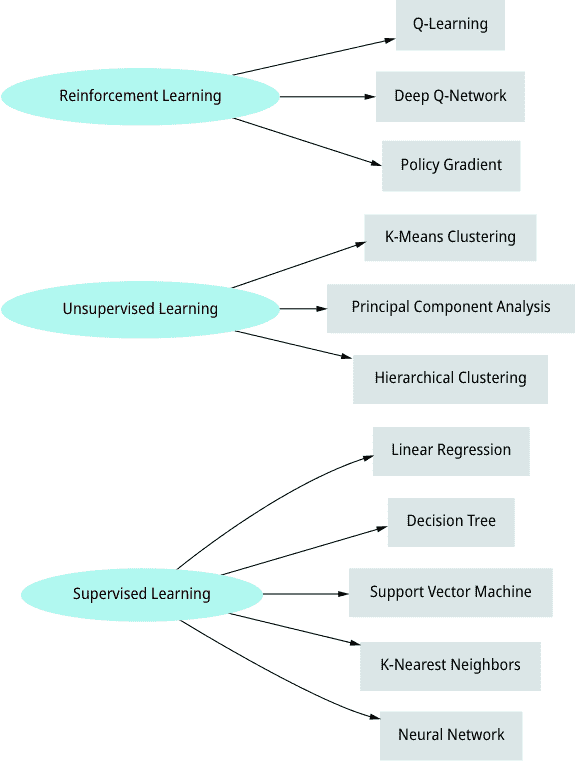 Reinforcement Learning
Q-Learning
Deep Q-Network
Policy Gradient
Unsupervised Learning
K-Means Clustering
Principal Component Analysis
Hierarchical Clustering
Supervised Learning
Linear Regression
Decision Tree
Support Vector Machine
K-Nearest Neighbors
Neural Network